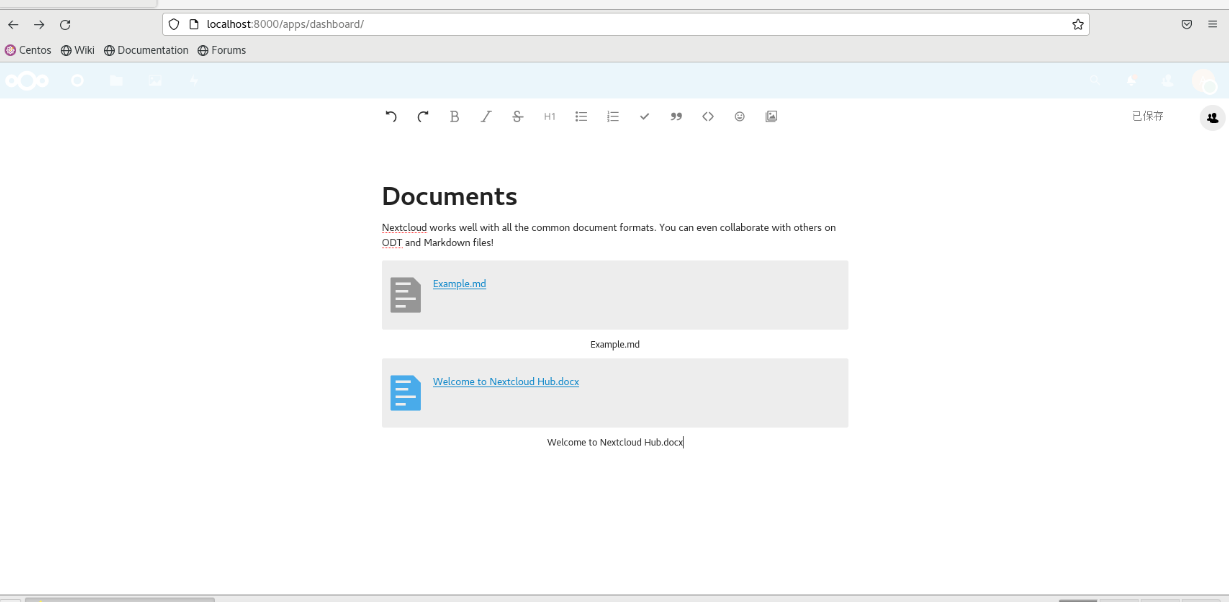 localhost:8000/apps/dashboard/
Centos Wiki Documentation Forums
H1 已保存
Documents
Nextcloud works well with all the common document formats. You can even collaborate with others on
ODT and Markdown files!
Example.md
Example.md
Welcome to Nextcloud Hub.docx
Welcome to Nextcloud Hub.docx